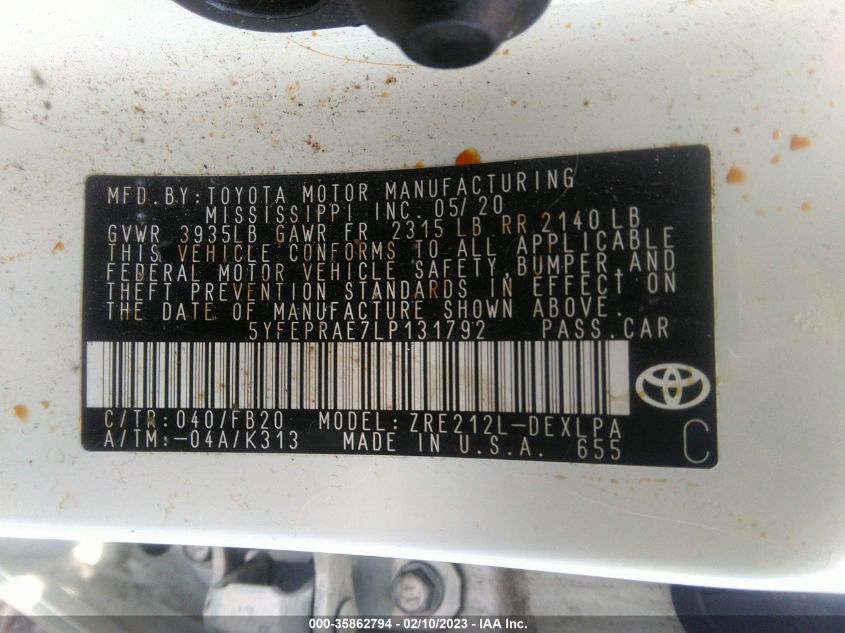 MFD. BY: TOYOTA MOTOR MANUFACTURING
MISSISSIPPI INC. 05/20
GVWR 3935LB GAWR FR 2315 LB RR 2140 LB
THIS VEHICLE CONFORMS TO ALL APPLICABLE
FEDERAL MOTOR VEHICLE SAFETY, BUMPER, AND
THEFT PREVENTION STANDARDS IN EFFECT ON
THE DATE OF MANUFACTURE SHOWN ABOVE.
5YFEPRAE7LP131792 PASS. CAR
C/TR: 040/FB20 MODEL: ZRE212L-DEXLPA
A/TM: -04A/K313 MADE IN U.S.A. 655 C
000-35862794 — 02/10/2023 — IAA Inc.